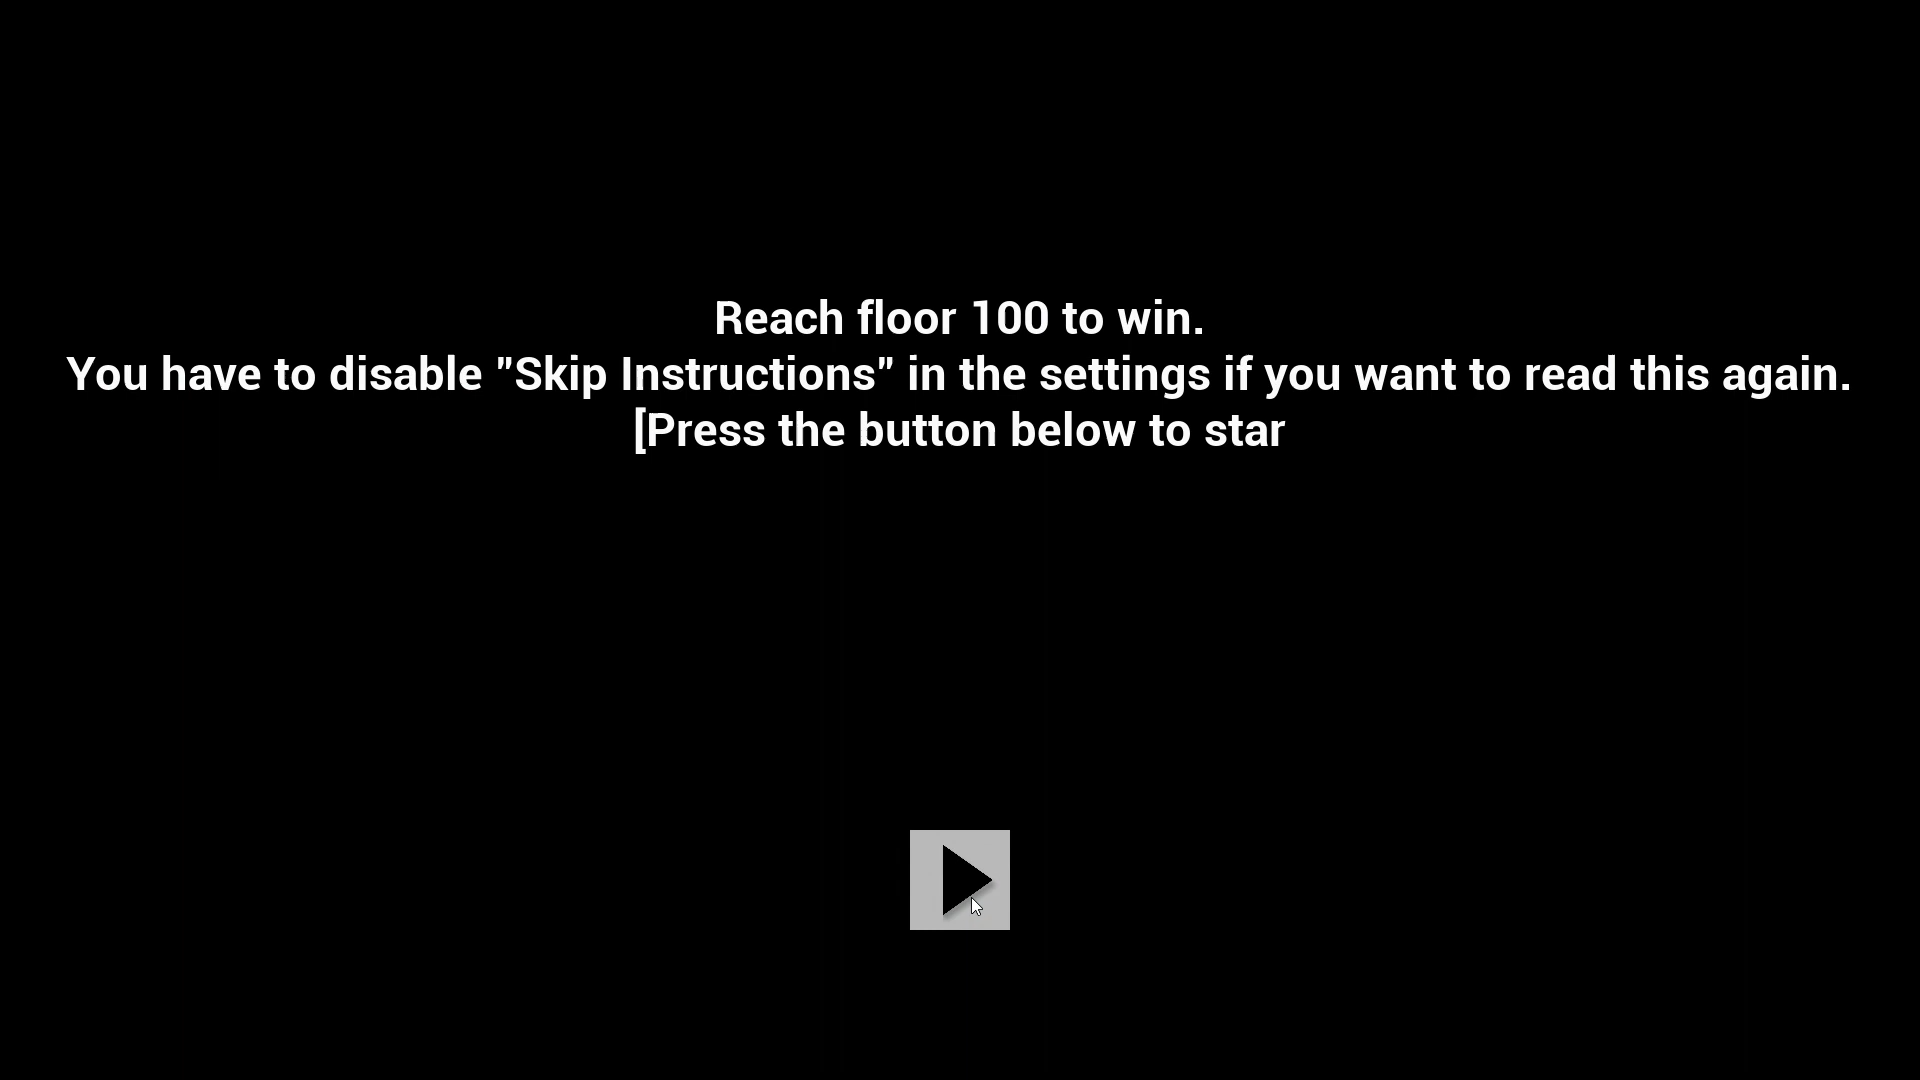 Reach floor 100 to win.
You have to disable "Skip Instructions" in the settings if you want to read this again.
[Press the button below to star